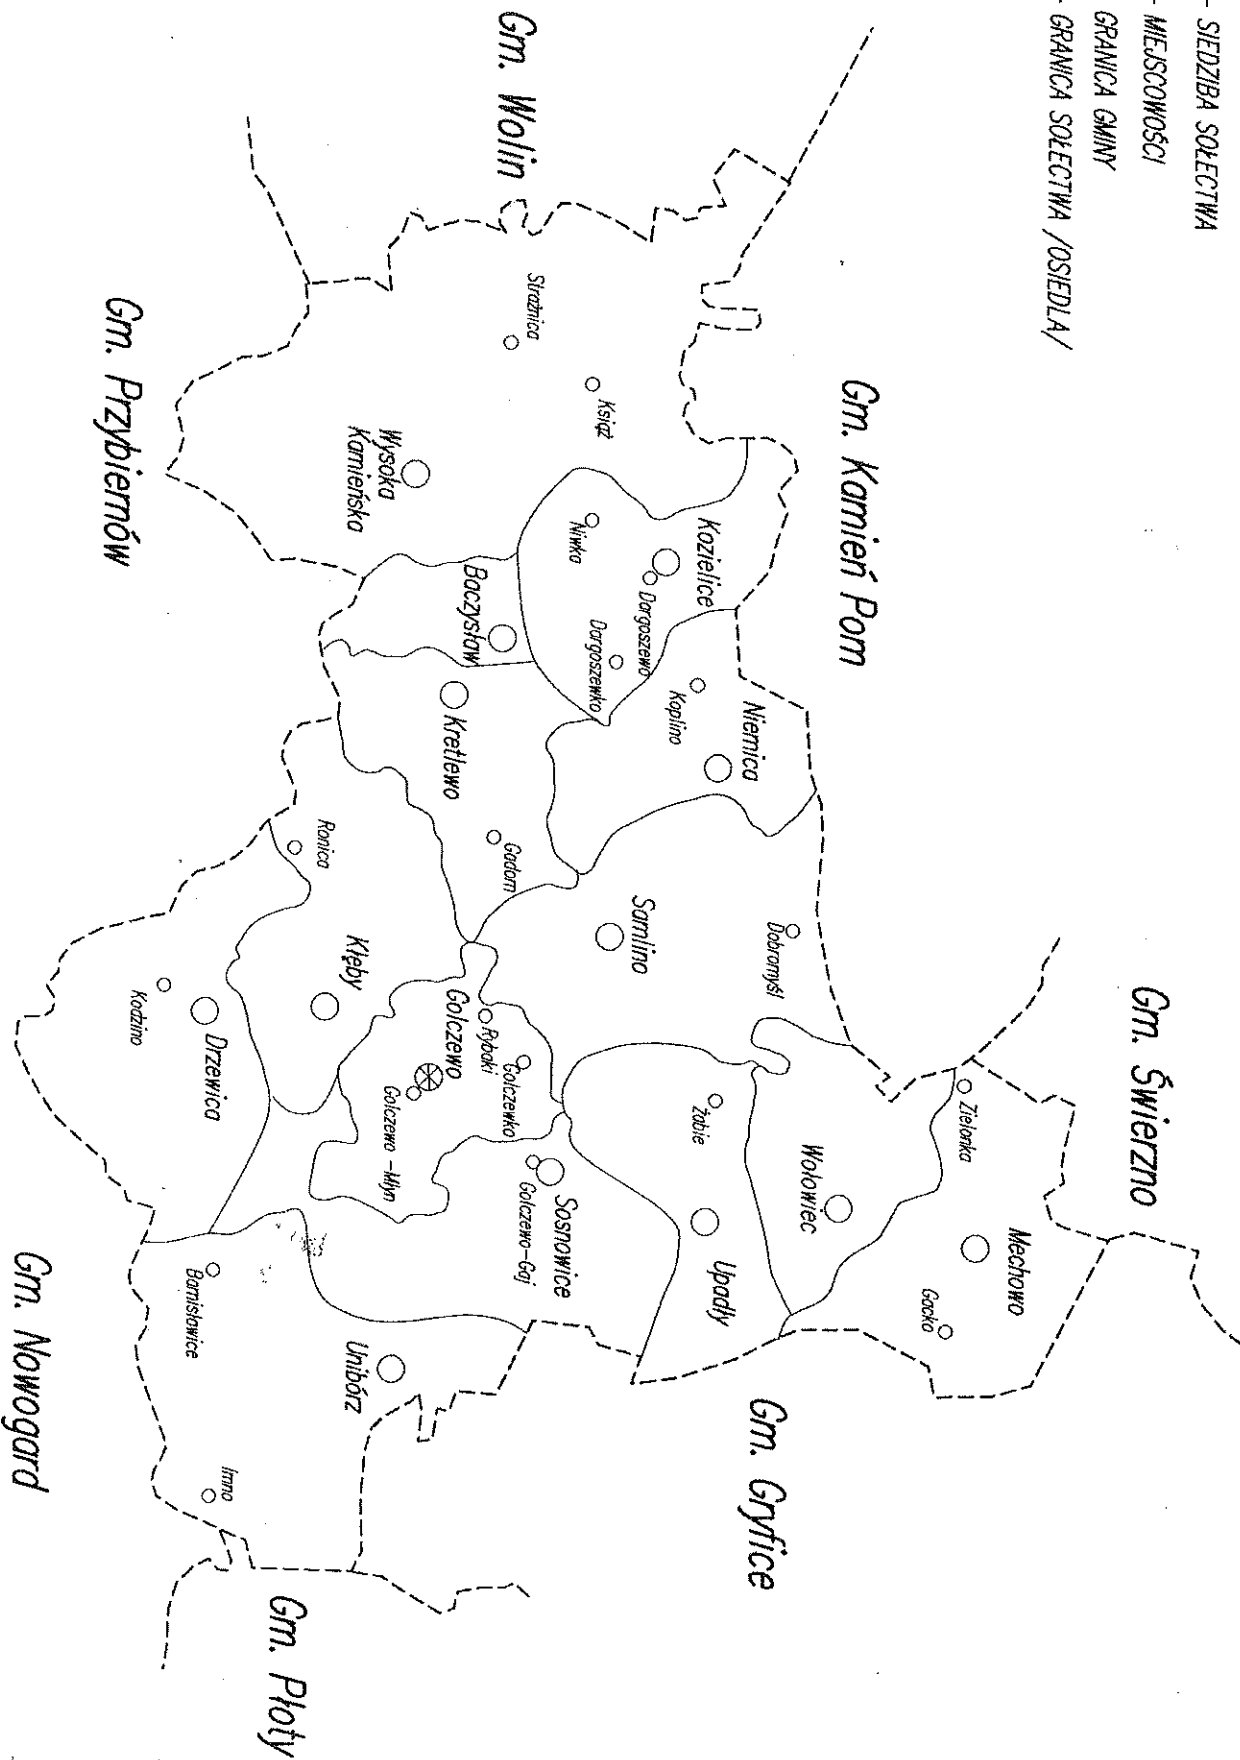 - SIEDZIBA SOŁECTWA
- MIEJSCOWOŚCI
GRANICA GMINY
- GRANICA SOŁECTWA /OSIEDLA/
Gm. Świerzno
Gm. Kamień Pom
Gm. Wolin
Gm. Przybiernów
Gm. Gryfice
Gm. Nowogard
Gm. Płoty
Zielonka
Mechowo
Gacko
Wołowiec
Dobromyśl
Niemica
Koplino
Kozielice
Dargoszewo
Dargoszewko
Niwka
Książ
Strażnica
Wysoka
Kamieńska
Baczysław
Kretlewo
Gadom
Samlino
Żabie
Upadły
Sosnowice
Golczewo-Gaj
Golczewko
Rybaki
Golczewo
Golczewo -Młyn
Kłęby
Ronica
Drzewica
Kodzino
Unibórz
Barnisławice
Imno